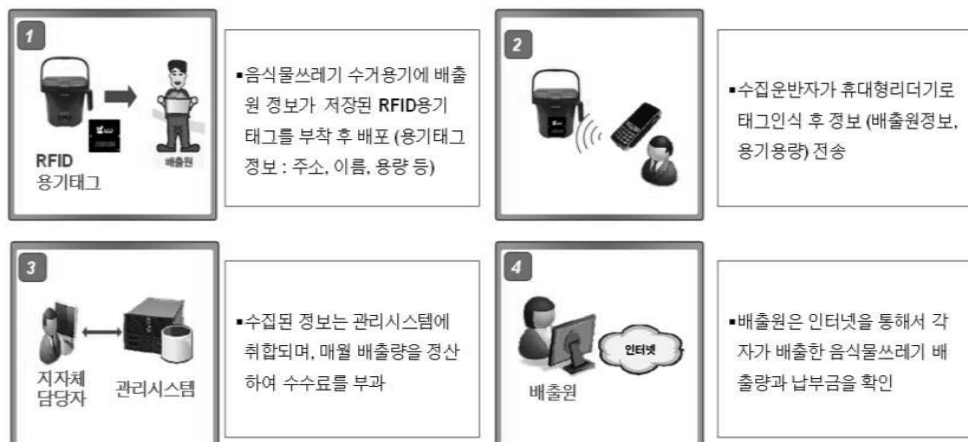 1
RFID
용기태그
배출원
▪음식물쓰레기 수거용기에 배출
원 정보가 저장된 RFID용기
태그를 부착 후 배포 (용기태그
정보 : 주소, 이름, 용량 등)
2
▪수집운반자가 휴대형리더기로
태그인식 후 정보 (배출원정보,
용기용량) 전송
3
지자체
담당자
관리시스템
▪수집된 정보는 관리시스템에
취합되며, 매월 배출량을 정산
하여 수수료를 부과
4
인터넷
배출원
▪배출원은 인터넷을 통해서 각
자가 배출한 음식물쓰레기 배
출량과 납부금을 확인